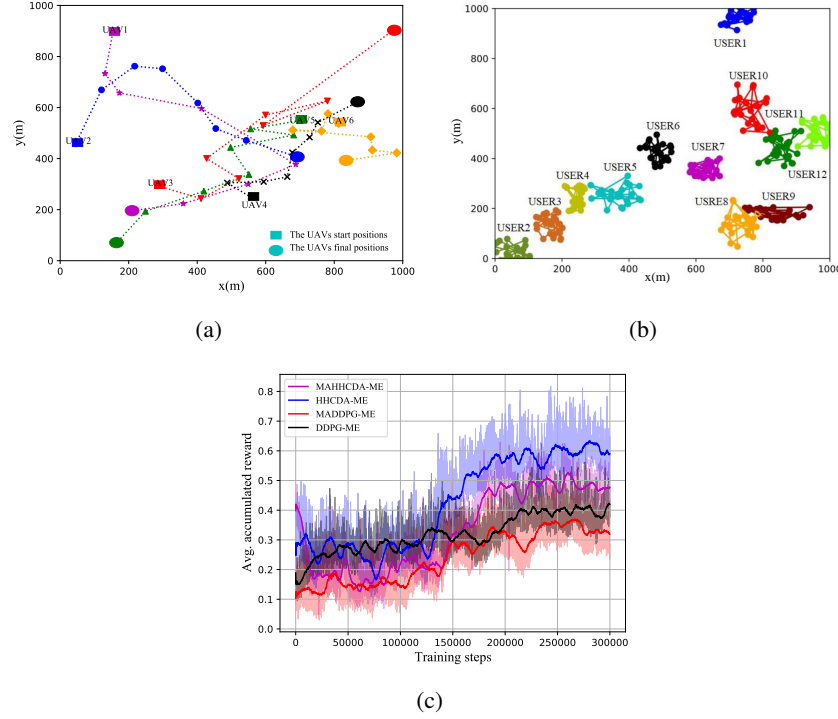 1000
800
600
400
200
0
y(m)
UAV1
UAV2
UAV3
UAV4
UAV5
UAV6
The UAVs start positions
The UAVs final positions
0 200 400 600 800 1000
x(m)
(a)
1000
800
600
400
200
0
y(m)
USER1
USER10
USER11
USER6
USER7
USER4
USER5
USER12
USER3
USRE8
USER9
USER2
0 200 400 600 800 1000
x(m)
(b)
0.8
0.7
0.6
0.5
0.4
0.3
0.2
0.1
0.0
Avg. accumulated reward
MAHHCDA-ME
HHCDA-ME
MADDPG-ME
DDPG-ME
0 50000 100000 150000 200000 250000 300000
Training steps
(c)